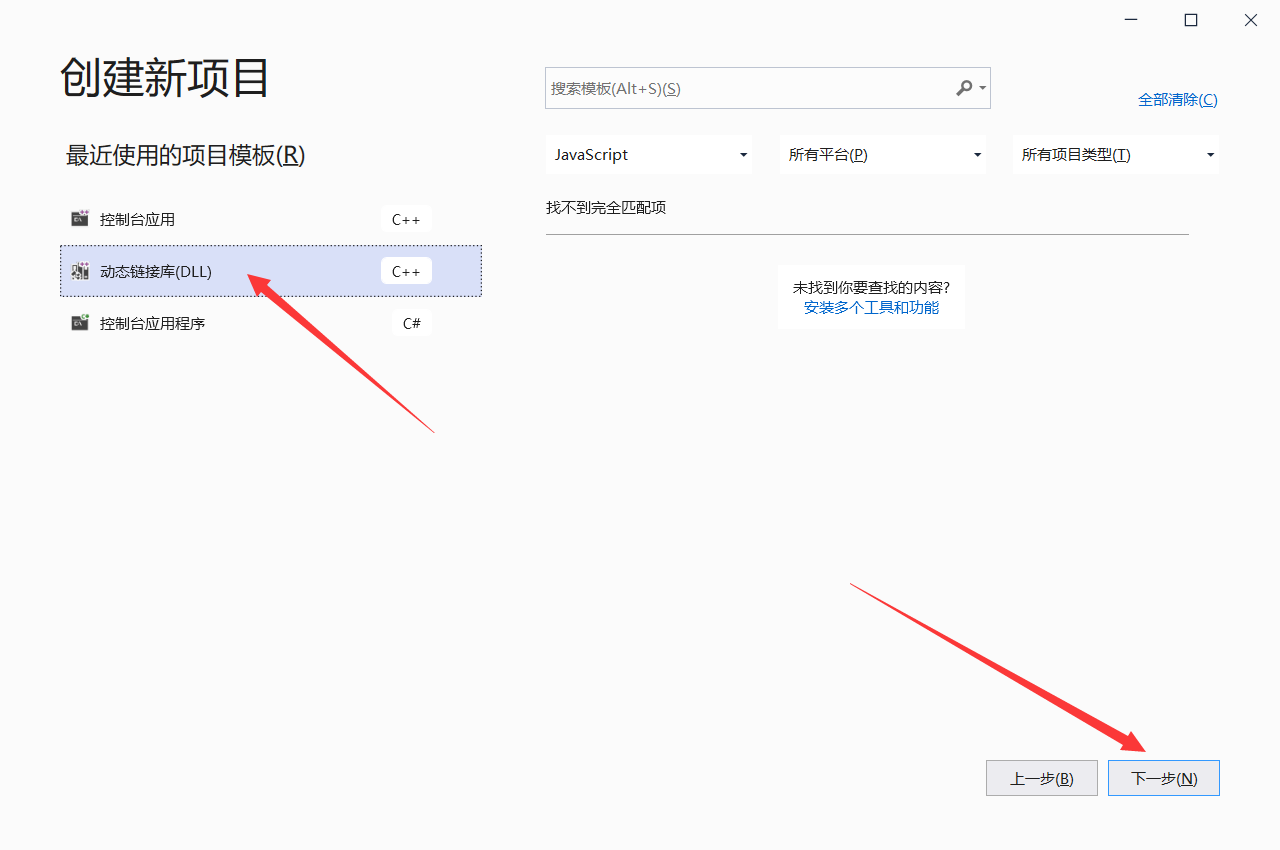 创建新项目
最近使用的项目模板(R)
控制台应用 C++
动态链接库(DLL) C++
控制台应用程序 C#
搜索模板(Alt+S)(S)
全部清除(C)
JavaScript 所有平台(P) 所有项目类型(T)
找不到完全匹配项
未找到你要查找的内容?
安装多个工具和功能
上一步(B) 下一步(N)